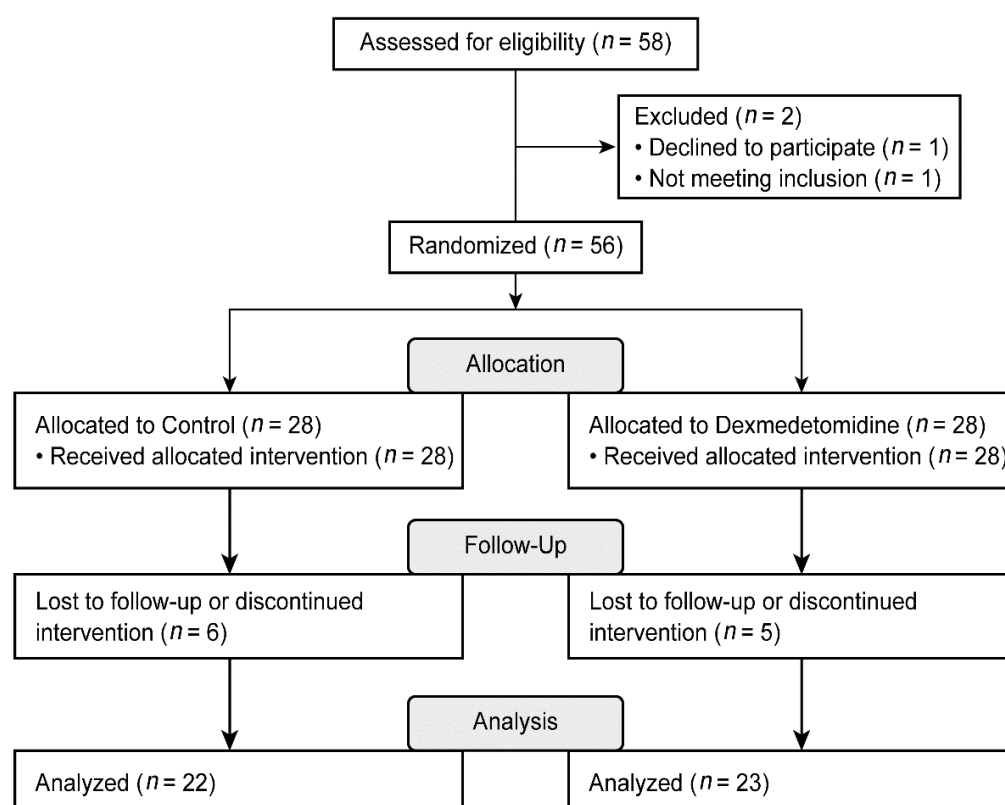 Assessed for eligibility (n = 58)
Excluded (n = 2)
• Declined to participate (n = 1)
• Not meeting inclusion (n = 1)
Randomized (n = 56)
Allocation
Allocated to Control (n = 28)
• Received allocated intervention (n = 28)
Allocated to Dexmedetomidine (n = 28)
• Received allocated intervention (n = 28)
Follow-Up
Lost to follow-up or discontinued
intervention (n = 6)
Lost to follow-up or discontinued
intervention (n = 5)
Analysis
Analyzed (n = 22)
Analyzed (n = 23)